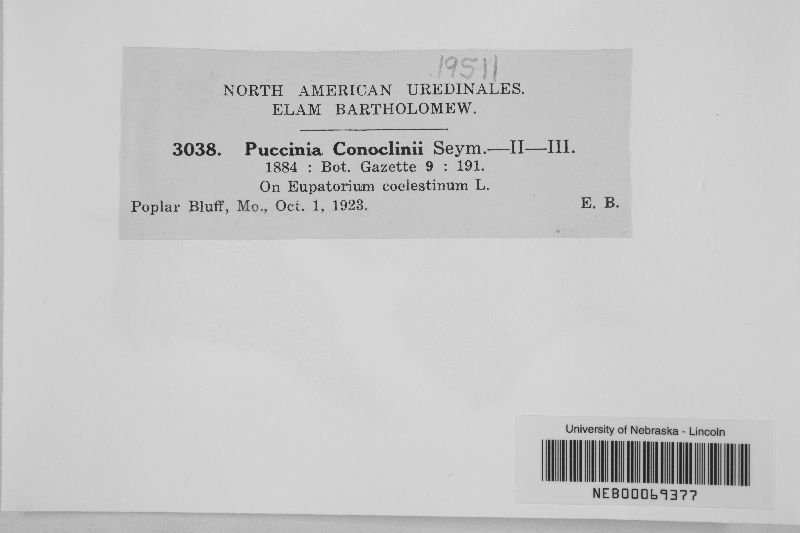 19511
NORTH AMERICAN UREDINALES.
ELAM BARTHOLOMEW.
3038. Puccinia Conoclinii Seym.—II—III.
1884 : Bot. Gazette 9 : 191.
On Eupatorium coelestinum L.
Poplar Bluff, Mo., Oct. 1, 1923. E. B.
University of Nebraska - Lincoln
NEB00069377